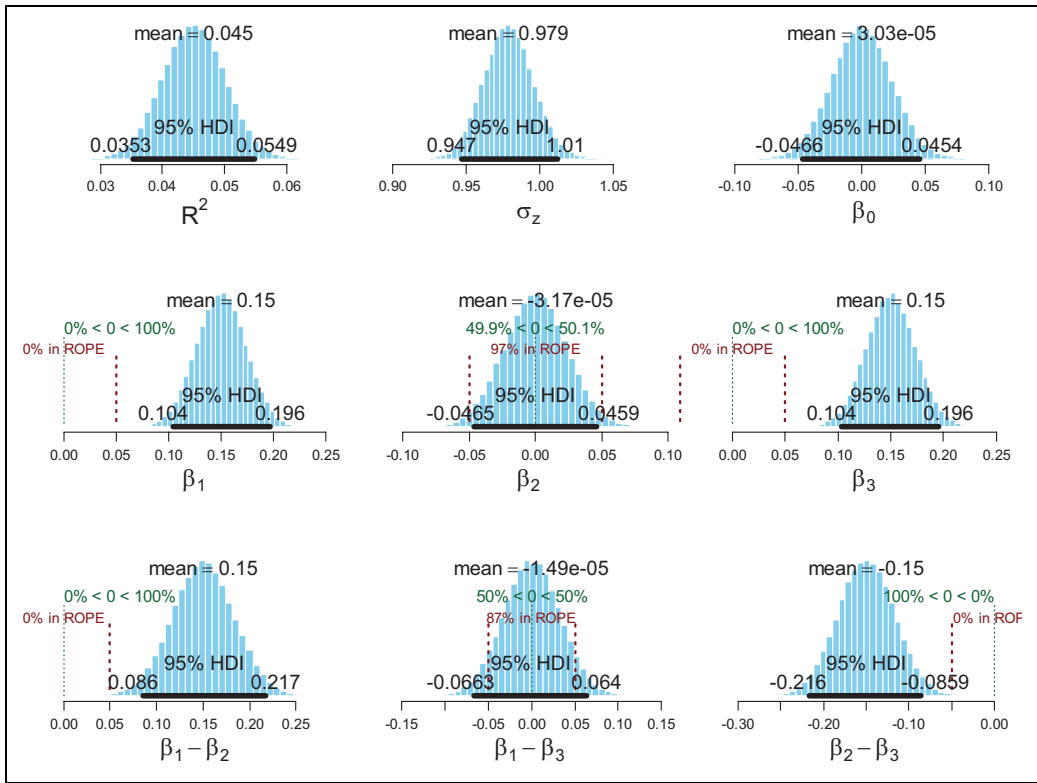 mean = 0.045
95% HDI
0.0353 0.0549
0.03 0.04 0.05 0.06
R²
mean = 0.979
95% HDI
0.947 1.01
0.90 0.95 1.00 1.05
σz
mean = 3.03e-05
95% HDI
-0.0466 0.0454
-0.10 -0.05 0.00 0.05 0.10
β0
mean = 0.15
0% < 0 < 100%
0% in ROPE
95% HDI
0.104 0.196
0.00 0.05 0.10 0.15 0.20 0.25
β1
mean = -3.17e-05
49.9% < 0 < 50.1%
97% in ROPE
95% HDI
-0.0465 0.0459
-0.10 -0.05 0.00 0.05 0.10
β2
mean = 0.15
0% < 0 < 100%
0% in ROPE
95% HDI
0.104 0.196
0.00 0.05 0.10 0.15 0.20 0.25
β3
mean = 0.15
0% < 0 < 100%
0% in ROPE
95% HDI
0.086 0.217
0.00 0.05 0.10 0.15 0.20 0.25
β1 − β2
mean = -1.49e-05
50% < 0 < 50%
87% in ROPE
95% HDI
-0.0663 0.064
-0.15 -0.05 0.00 0.05 0.10
β1 − β3
mean = -0.15
100% < 0 < 0%
0% in ROP
95% HDI
-0.216 -0.0859
-0.30 -0.20 -0.10 0.00
β2 − β3